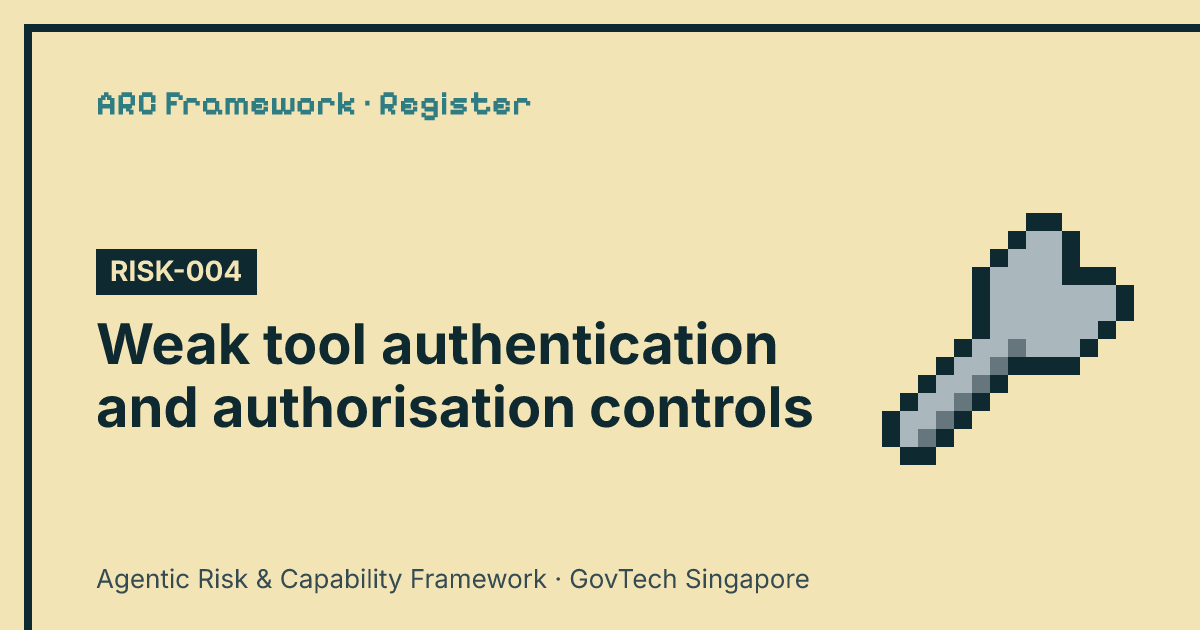 ARC Framework · Register
RISK-004
Weak tool authentication
and authorisation controls
Agentic Risk & Capability Framework · GovTech Singapore